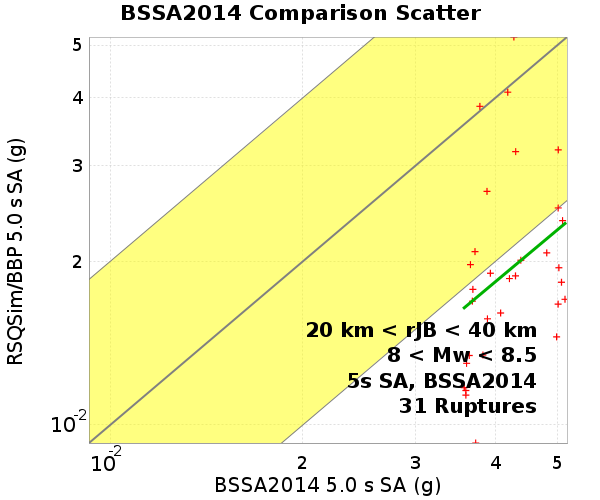 BSSA2014 Comparison Scatter
RSQSim/BBP 5.0 s SA (g)
5
4
3
2
10-2
20 km < rJB < 40 km
8 < Mw < 8.5
5s SA, BSSA2014
31 Ruptures
10-2 2 3 4 5
BSSA2014 5.0 s SA (g)